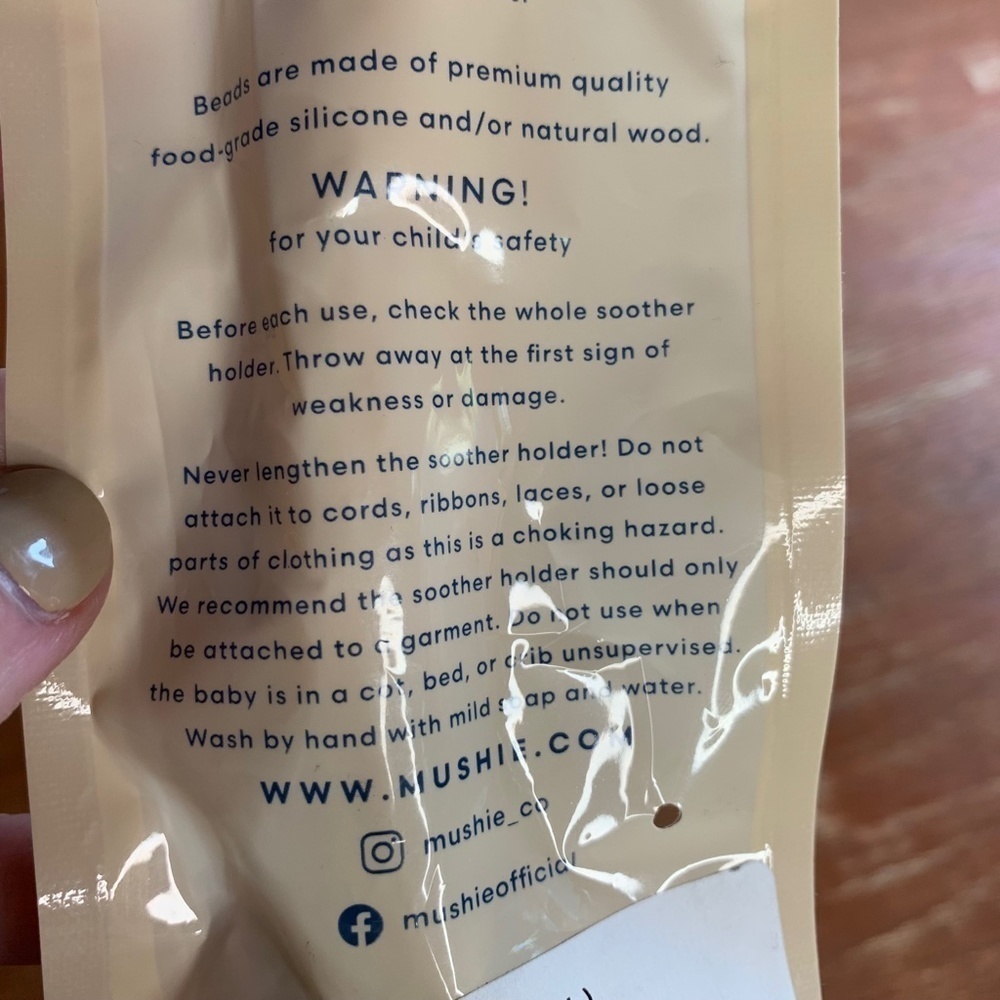 Beads are made of premium quality
food-grade silicone and/or natural wood.
WARNING!
for your child's safety
Before each use, check the whole soother
holder. Throw away at the first sign of
weakness or damage.
Never lengthen the soother holder! Do not
attach it to cords, ribbons, laces, or loose
parts of clothing as this is a choking hazard.
We recommend the soother holder should only
be attached to a garment. Do not use when
the baby is in a cot, bed, or crib unsupervised.
Wash by hand with mild soap and water.
WWW.MUSHIE.COM
mushie_co
mushieofficial